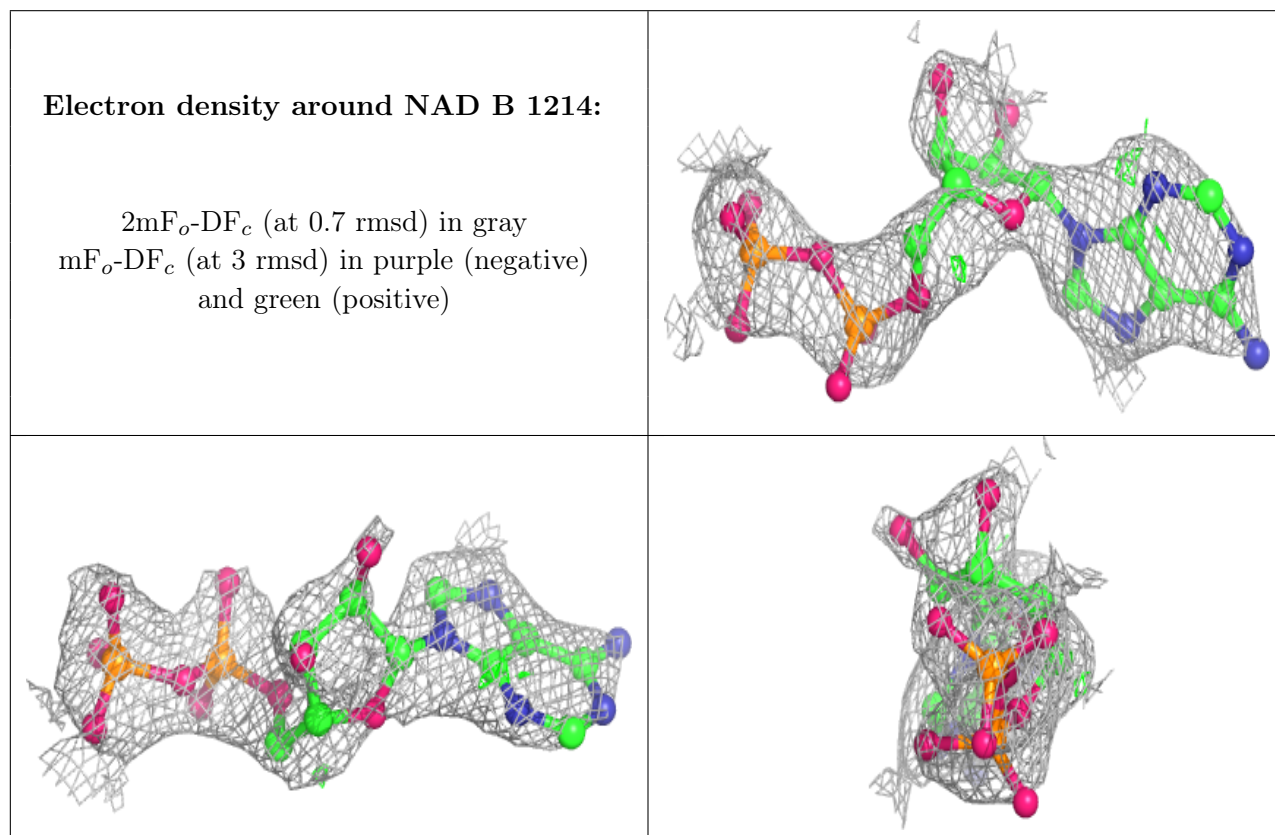 Electron density around NAD B 1214:
2mFo-DFc (at 0.7 rmsd) in gray
mFo-DFc (at 3 rmsd) in purple (negative)
and green (positive)